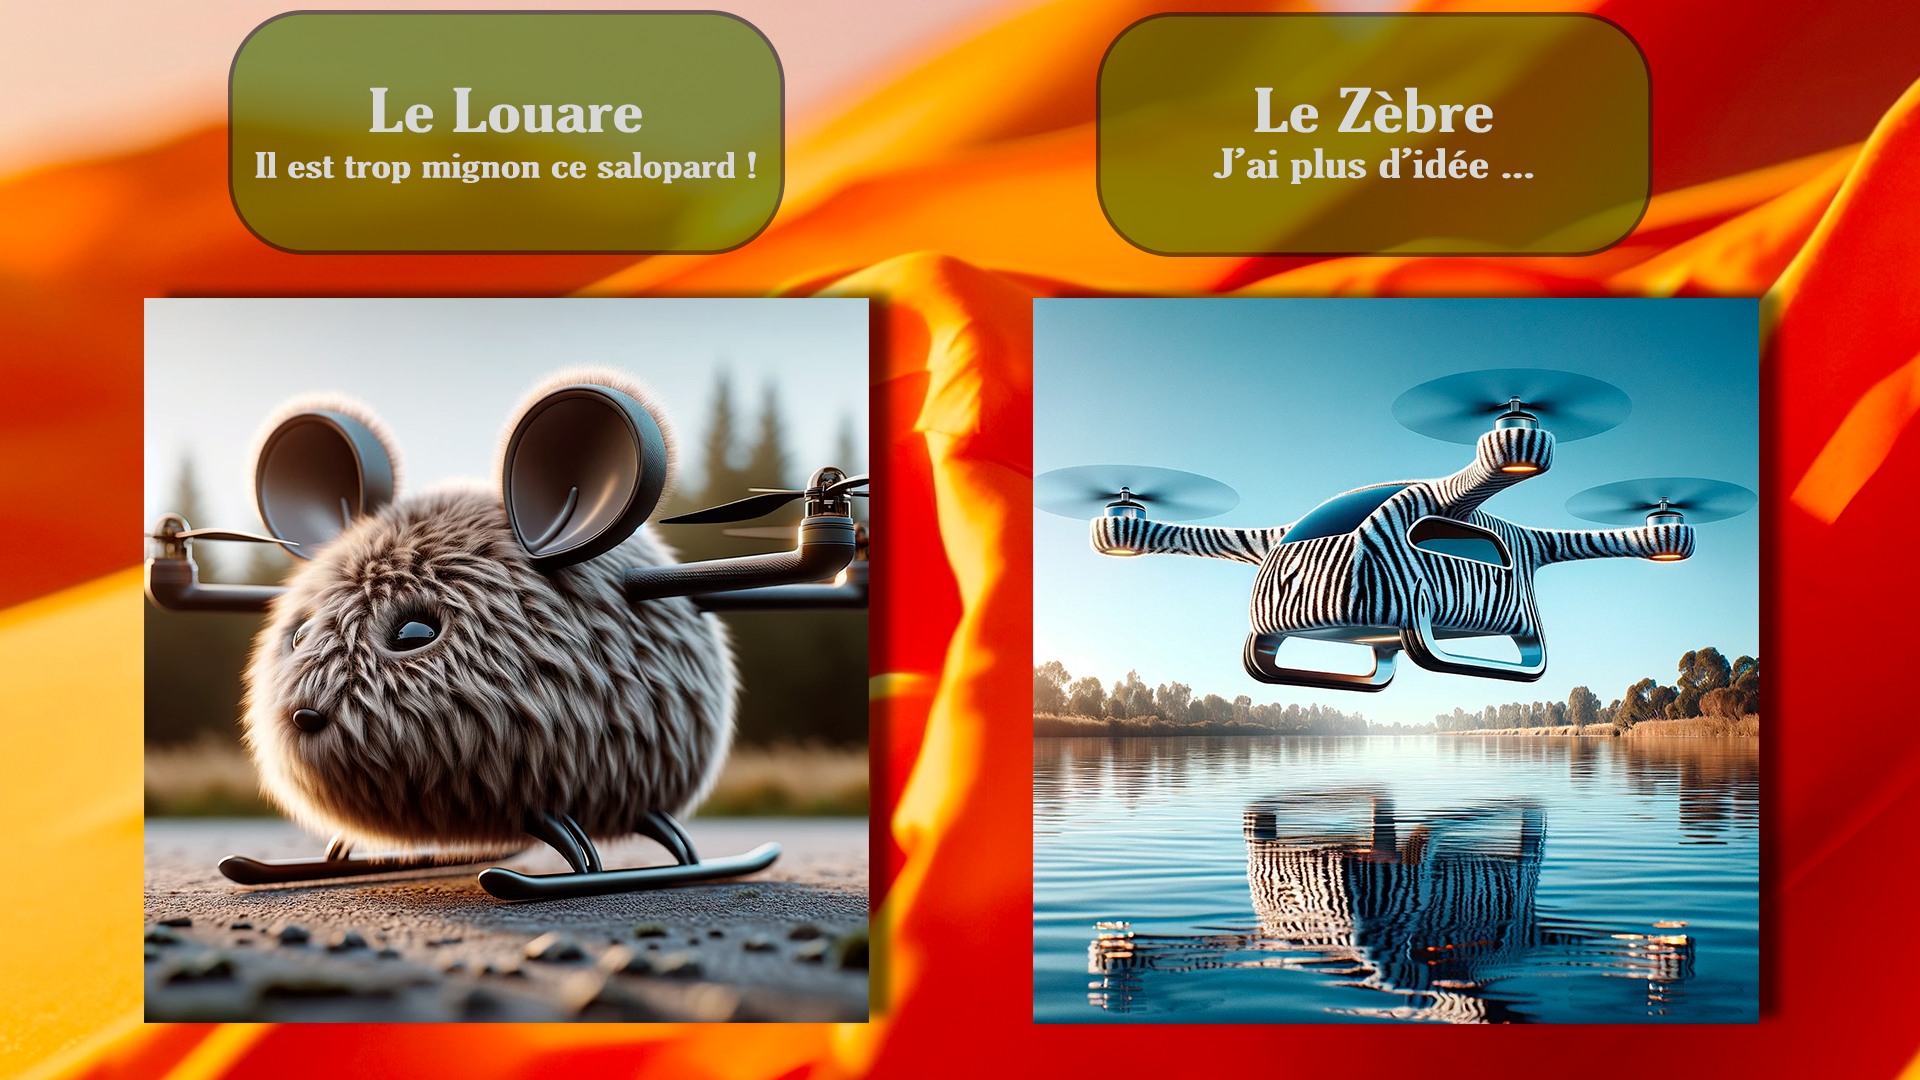 Le Louare
Il est trop mignon ce salopard !
Le Zèbre
J'ai plus d'idée ...